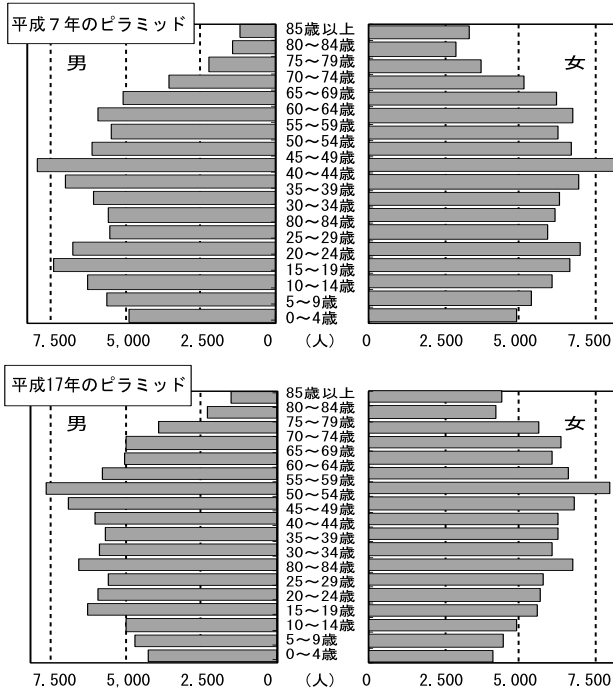 平成７年のピラミッド
男
女
85歳以上
80～84歳
75～79歳
70～74歳
65～69歳
60～64歳
55～59歳
50～54歳
45～49歳
40～44歳
35～39歳
30～34歳
80～84歳
25～29歳
20～24歳
15～19歳
10～14歳
5～9歳
0～4歳
7.500 5,000 2,500 0 (人) 0 2.500 5,000 7.500
平成17年のピラミッド
男
女
85歳以上
80～84歳
75～79歳
70～74歳
65～69歳
60～64歳
55～59歳
50～54歳
45～49歳
40～44歳
35～39歳
30～34歳
80～84歳
25～29歳
20～24歳
15～19歳
10～14歳
5～9歳
0～4歳
7.500 5,000 2,500 0 (人) 0 2.500 5,000 7.500